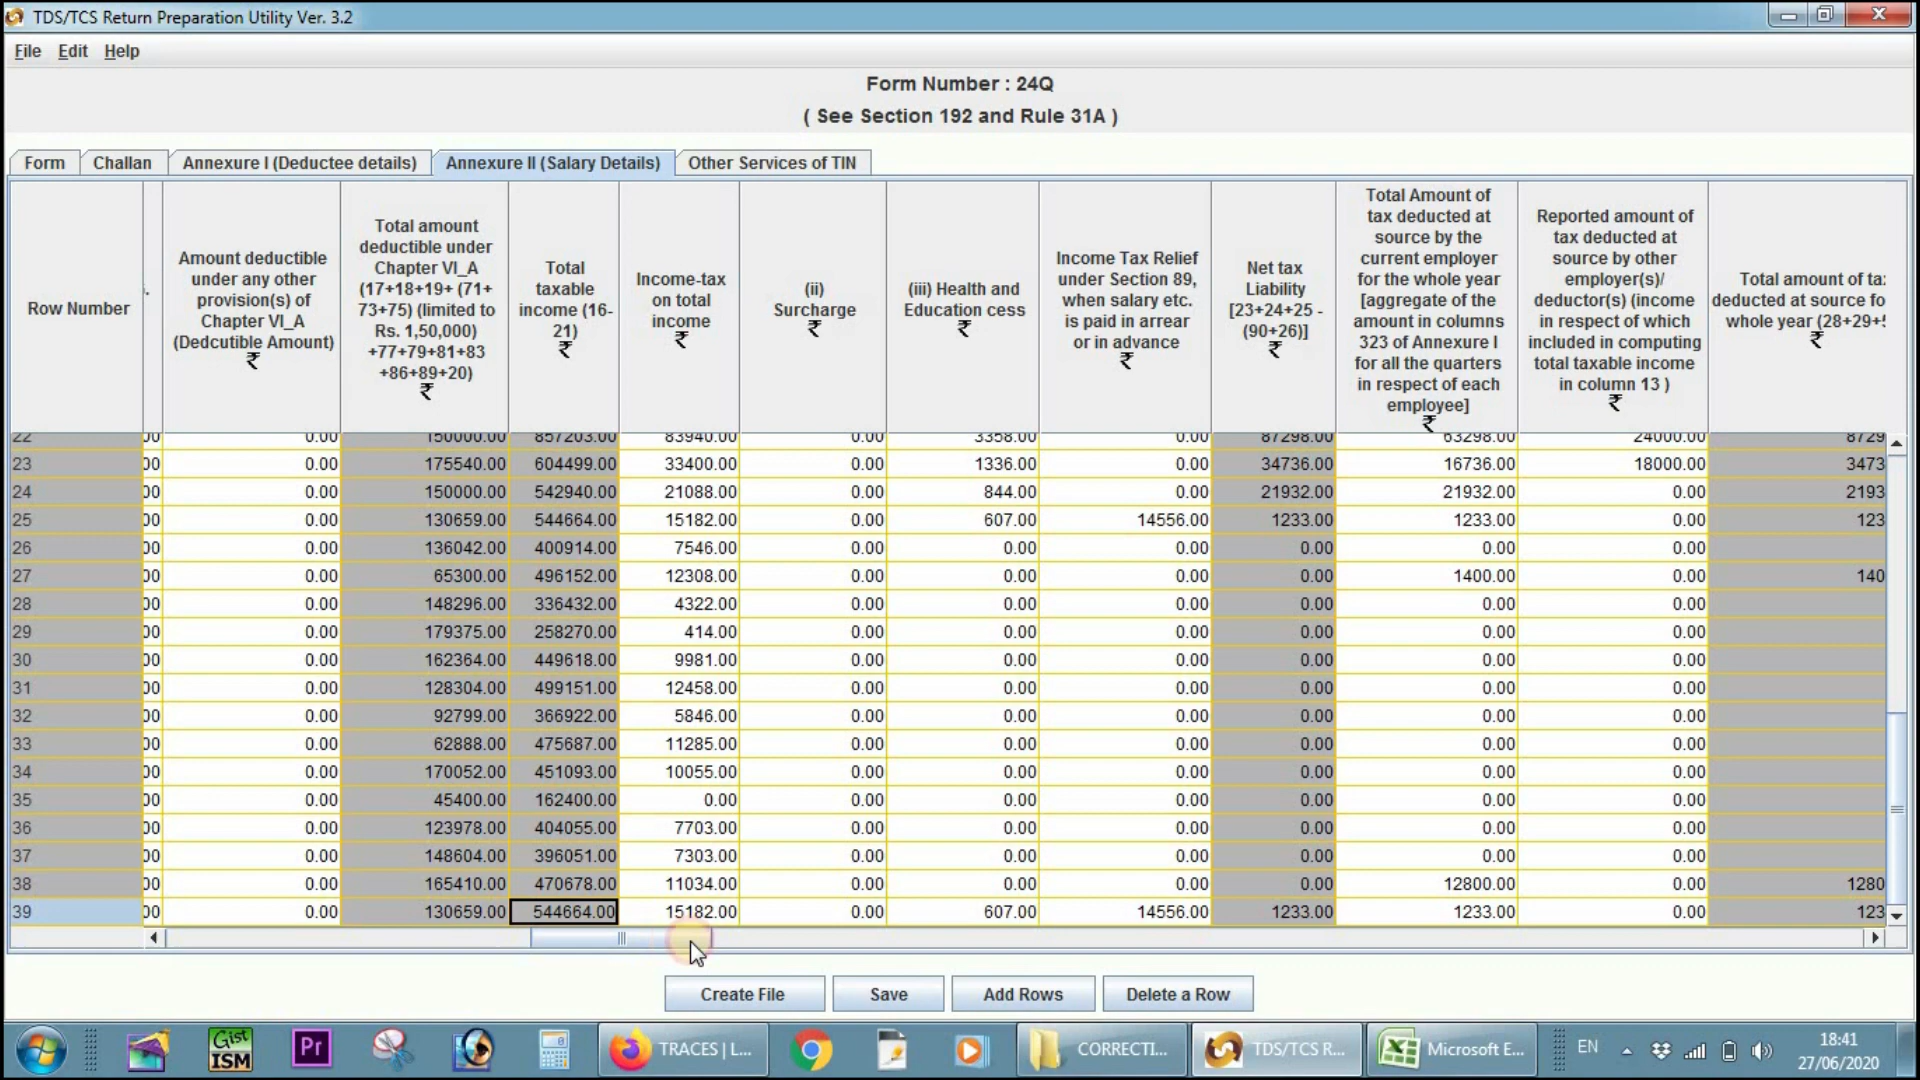 TDS/TCS Return Preparation Utility Ver. 3.2
File Edit Help
Form Number : 24Q
( See Section 192 and Rule 31A )
Form Challan Annexure I (Deductee details) Annexure II (Salary Details) Other Services of TIN
Row Number
Amount deductible
under any other
provision(s) of
Chapter VI_A
(Dedcutible Amount)
₹
Total amount
deductible under
Chapter VI_A
(17+18+19+ (71+
73+75) (limited to
Rs. 1,50,000)
+77+79+81+83
+86+89+20)
₹
Total
taxable
income (16-
21)
₹
Income-tax
on total
income
₹
(ii)
Surcharge
₹
(iii) Health and
Education cess
₹
Income Tax Relief
under Section 89,
when salary etc.
is paid in arrear
or in advance
₹
Net tax
Liability
[23+24+25 -
(90+26)]
₹
Total Amount of
tax deducted at
source by the
current employer
for the whole year
[aggregate of the
amount in columns
323 of Annexure I
for all the quarters
in respect of each
employee]
₹
Reported amount of
tax deducted at
source by other
employer(s)/
deductor(s) (income
in respect of which
included in computing
total taxable income
in column 13 )
₹
Total amount of ta
deducted at source fo
whole year (28+29+
₹
22 00 0.00 150000.00 857203.00 83940.00 0.00 3358.00 0.00 87298.00 63298.00 24000.00 8729
23 00 0.00 175540.00 604499.00 33400.00 0.00 1336.00 0.00 34736.00 16736.00 18000.00 3473
24 00 0.00 150000.00 542940.00 21088.00 0.00 844.00 0.00 21932.00 21932.00 0.00 2193
25 00 0.00 130659.00 544664.00 15182.00 0.00 607.00 14556.00 1233.00 1233.00 0.00 123
26 00 0.00 136042.00 400914.00 7546.00 0.00 0.00 0.00 0.00 0.00 0.00
27 00 0.00 65300.00 496152.00 12308.00 0.00 0.00 0.00 0.00 1400.00 0.00 140
28 00 0.00 148296.00 336432.00 4322.00 0.00 0.00 0.00 0.00 0.00 0.00
29 00 0.00 179375.00 258270.00 414.00 0.00 0.00 0.00 0.00 0.00 0.00
30 00 0.00 162364.00 449618.00 9981.00 0.00 0.00 0.00 0.00 0.00 0.00
31 00 0.00 128304.00 499151.00 12458.00 0.00 0.00 0.00 0.00 0.00 0.00
32 00 0.00 92799.00 366922.00 5846.00 0.00 0.00 0.00 0.00 0.00 0.00
33 00 0.00 62888.00 475687.00 11285.00 0.00 0.00 0.00 0.00 0.00 0.00
34 00 0.00 170052.00 451093.00 10055.00 0.00 0.00 0.00 0.00 0.00 0.00
35 00 0.00 45400.00 162400.00 0.00 0.00 0.00 0.00 0.00 0.00 0.00
36 00 0.00 123978.00 404055.00 7703.00 0.00 0.00 0.00 0.00 0.00 0.00
37 00 0.00 148604.00 396051.00 7303.00 0.00 0.00 0.00 0.00 0.00 0.00
38 00 0.00 165410.00 470678.00 11034.00 0.00 0.00 0.00 0.00 12800.00 0.00 1280
39 00 0.00 130659.00 544664.00 15182.00 0.00 607.00 14556.00 1233.00 1233.00 0.00 123
Create File Save Add Rows Delete a Row
Gist ISM Pr TRACES | L... CORRECTI... TDS/TCS R... Microsoft E... EN 18:41
27/06/2020